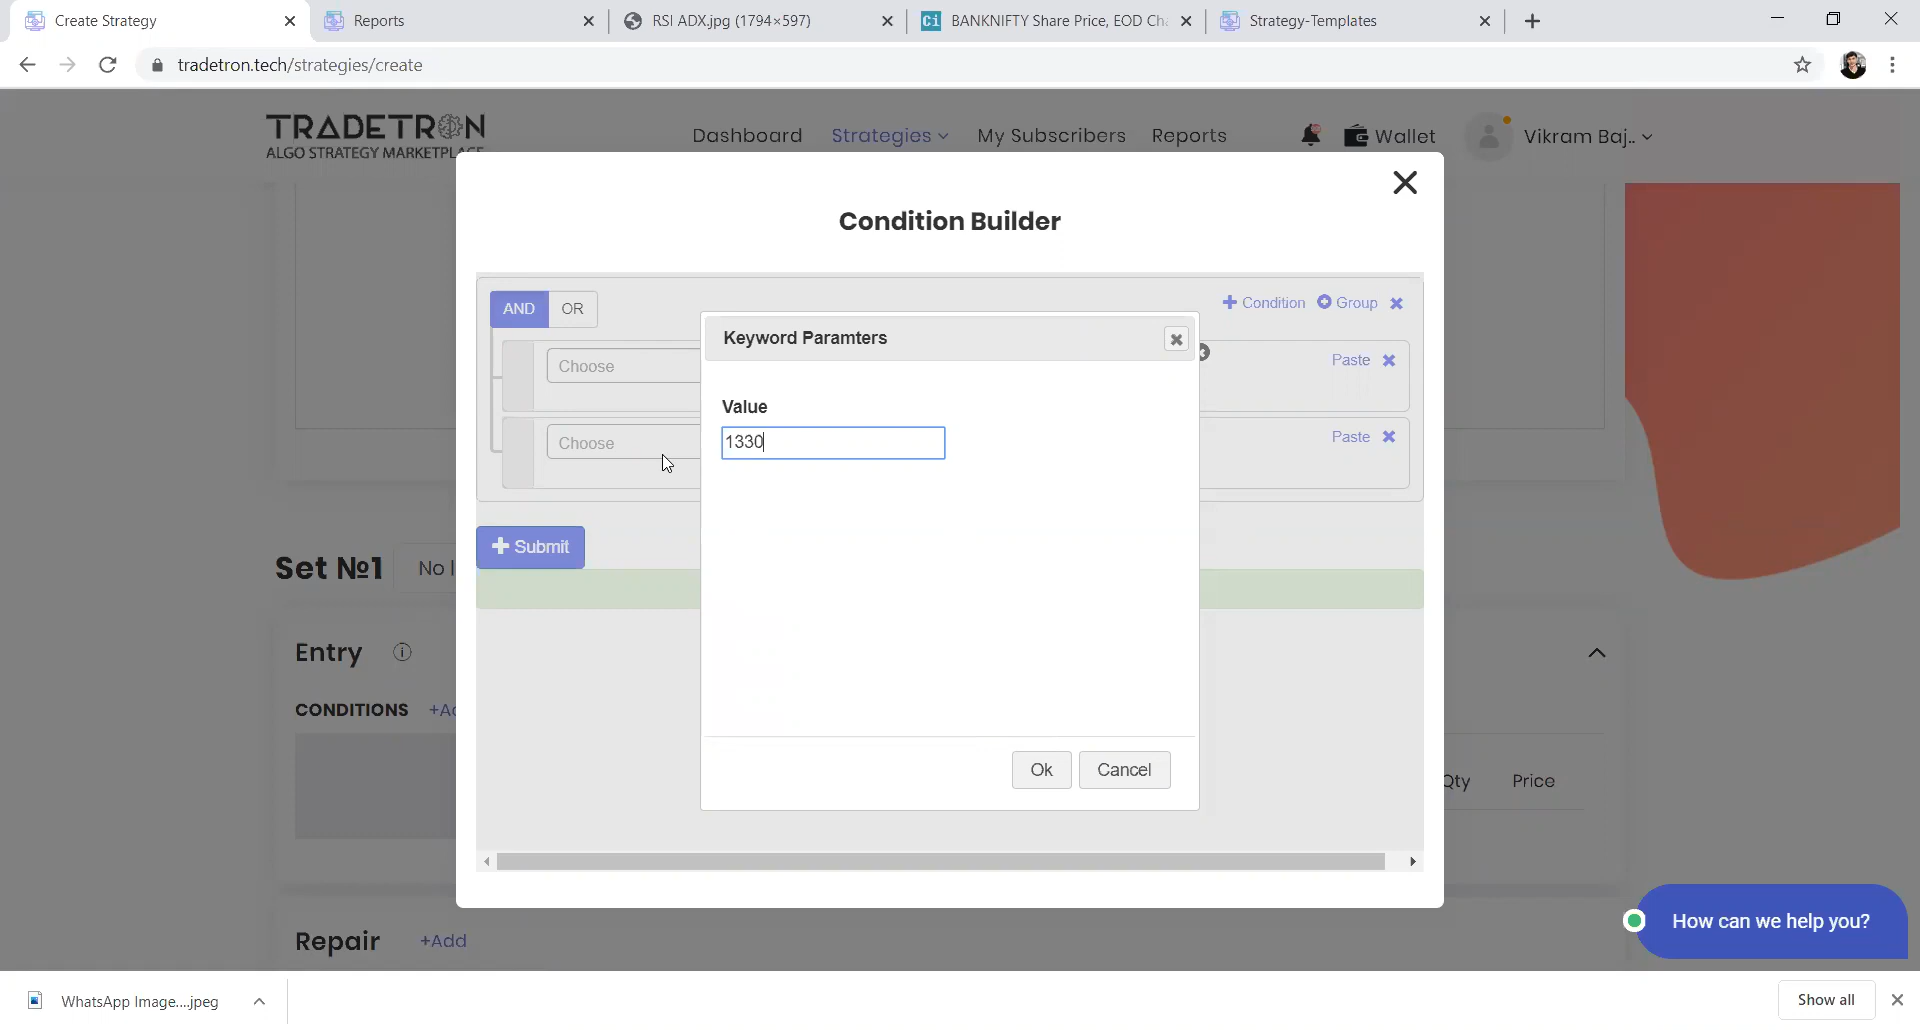 Create Strategy
Reports
RSI ADX.jpg (1794×597)
Ci BANKNIFTY Share Price, EOD Cha
Strategy-Templates
tradetron.tech/strategies/create
TRADETRON
ALGO STRATEGY MARKETPLACE
Dashboard Strategies My Subscribers Reports Wallet Vikram Baj..
Condition Builder
AND OR
Condition Group
Keyword Paramters
Choose
Paste
Value
1330
Choose
Paste
Submit
Set №1
No l
Entry
CONDITIONS +Ad
Ok Cancel
Qty Price
Repair +Add
How can we help you?
WhatsApp Image....jpeg
Show all